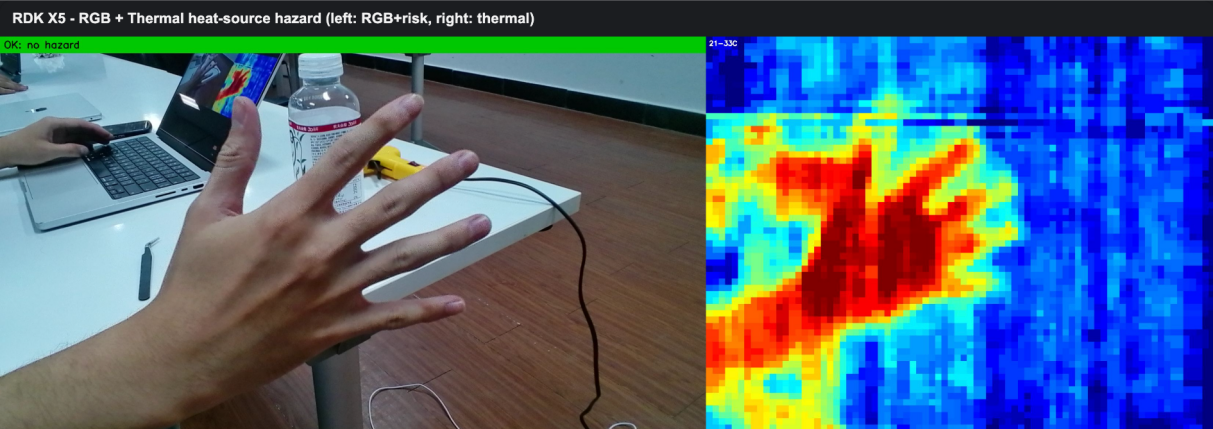 RDK X5 - RGB + Thermal heat-source hazard (left: RGB+risk, right: thermal)
OK: no hazard
21-33C